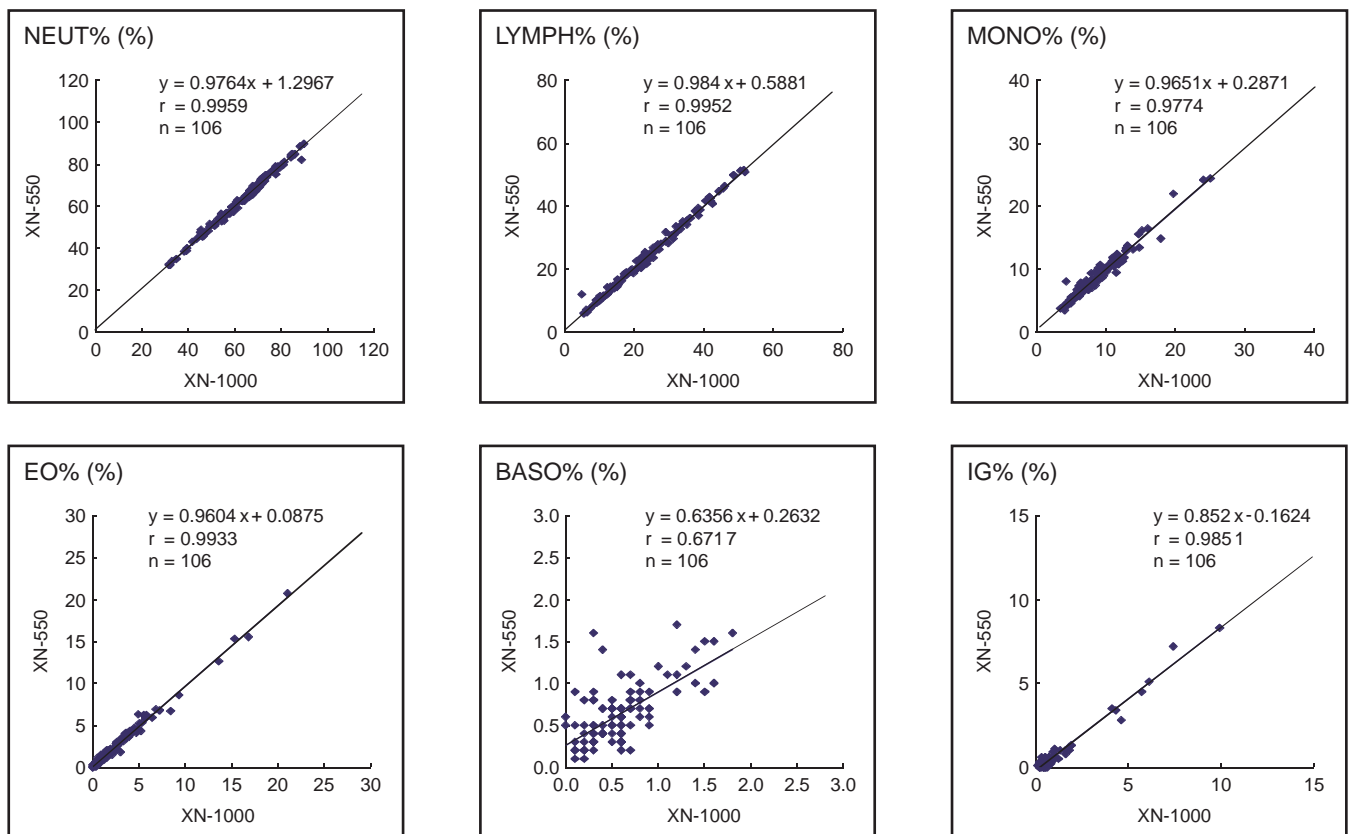 NEUT% (%)
y = 0.9764x + 1.2967
r = 0.9959
n = 106
120
100
80
60
40
20
0
XN-550
0 20 40 60 80 100 120
XN-1000
LYMPH% (%)
y = 0.984 x + 0.5881
r = 0.9952
n = 106
80
60
40
20
0
XN-550
0 20 40 60 80
XN-1000
MONO% (%)
y = 0.9651x + 0.2871
r = 0.9774
n = 106
40
30
20
10
0
XN-550
0 10 20 30 40
XN-1000
EO% (%)
y = 0.9604 x + 0.0875
r = 0.9933
n = 106
30
25
20
15
10
5
0
XN-550
0 5 10 15 20 25 30
XN-1000
BASO% (%)
y = 0.6356 x + 0.2632
r = 0.6717
n = 106
3.0
2.5
2.0
1.5
1.0
0.5
0.0
XN-550
0.0 0.5 1.0 1.5 2.0 2.5 3.0
XN-1000
IG% (%)
y = 0.852 x - 0.1624
r = 0.9851
n = 106
15
10
5
0
XN-550
0 5 10 15
XN-1000